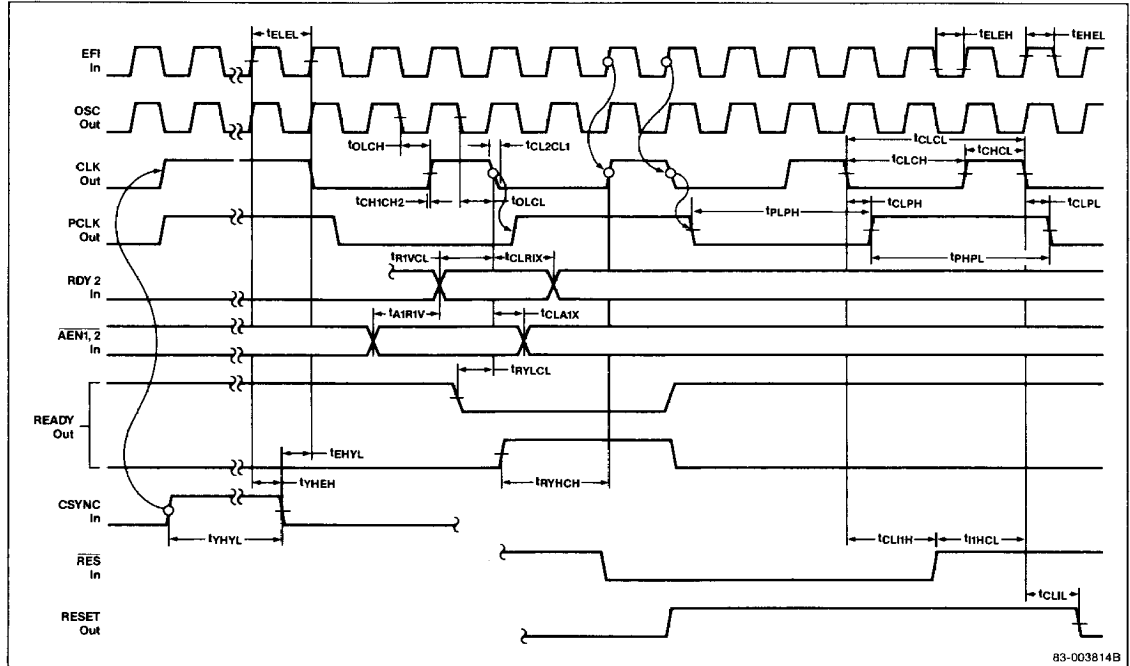 tELEL
tELEH
tEHEL
EFI
In
OSC
Out
tOLCH
tCL2CL1
tCLCL
tCHCL
CLK
Out
tCLCH
tCH1CH2
tOLCL
tCLPH
tCLPL
PCLK
Out
tPLPH
tPHPL
tR1VCL
tCLRIX
RDY 2
In
tA1R1V
tCLA1X
AEN1, 2
In
tRYLCL
READY
Out
tEHYL
tYHEH
tRYHCH
CSYNC
In
tYHYL
tCLI1H
tI1HCL
RES
In
tCLIL
RESET
Out
83-003814B